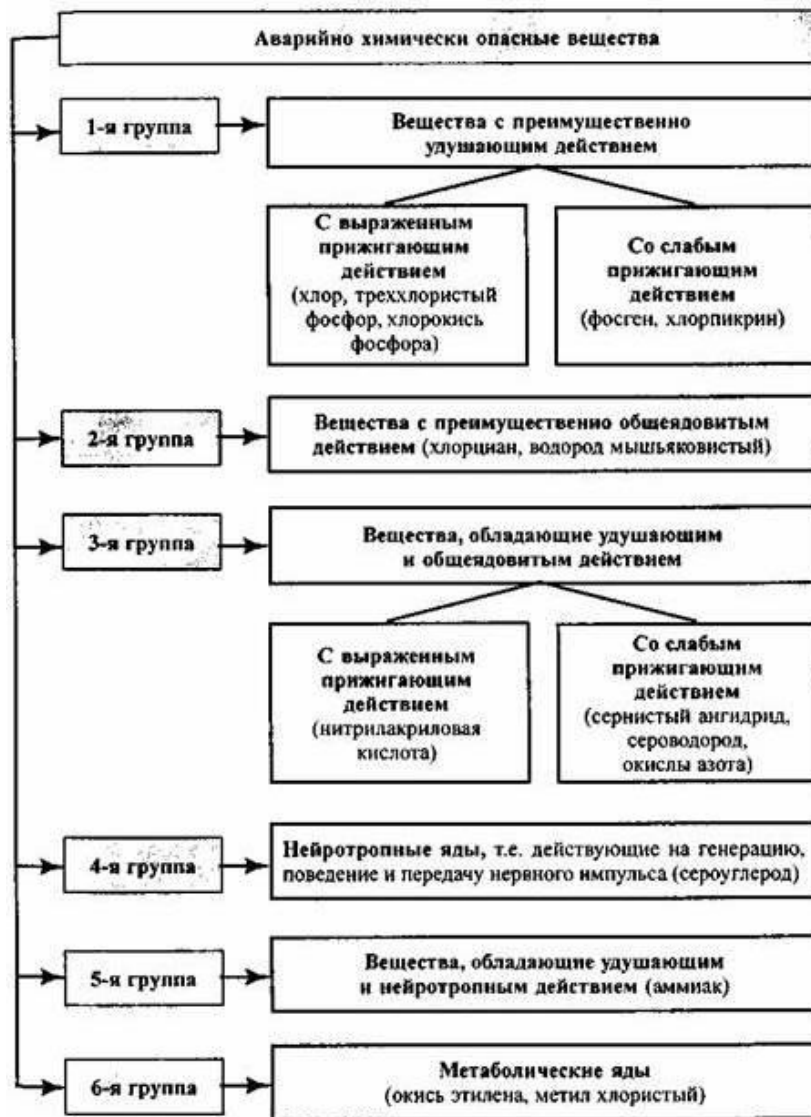 Аварийно химически опасные вещества
1-я группа
Вещества с преимущественно
удушающим действием
С выраженным
прижигающим
действием
(хлор, треххлористый
фосфор, хлорокись
фосфора)
Со слабым
прижигающим
действием
(фосген, хлорпикрин)
2-я группа
Вещества с преимущественно общеядовитым
действием (хлорциан, водород мышьяковистый)
3-я группа
Вещества, обладающие удушающим
и общеядовитым действием
С выраженным
прижигающим
действием
(нитрилакриловая
кислота)
Со слабым
прижигающим
действием
(сернистый ангидрид,
сероводород,
окислы азота)
4-я группа
Нейротропные яды, т.е. действующие на генерацию,
поведение и передачу нервного импульса (сероуглерод)
5-я группа
Вещества, обладающие удушающим
и нейротропным действием (аммиак)
6-я группа
Метаболические яды
(окись этилена, метил хлористый)